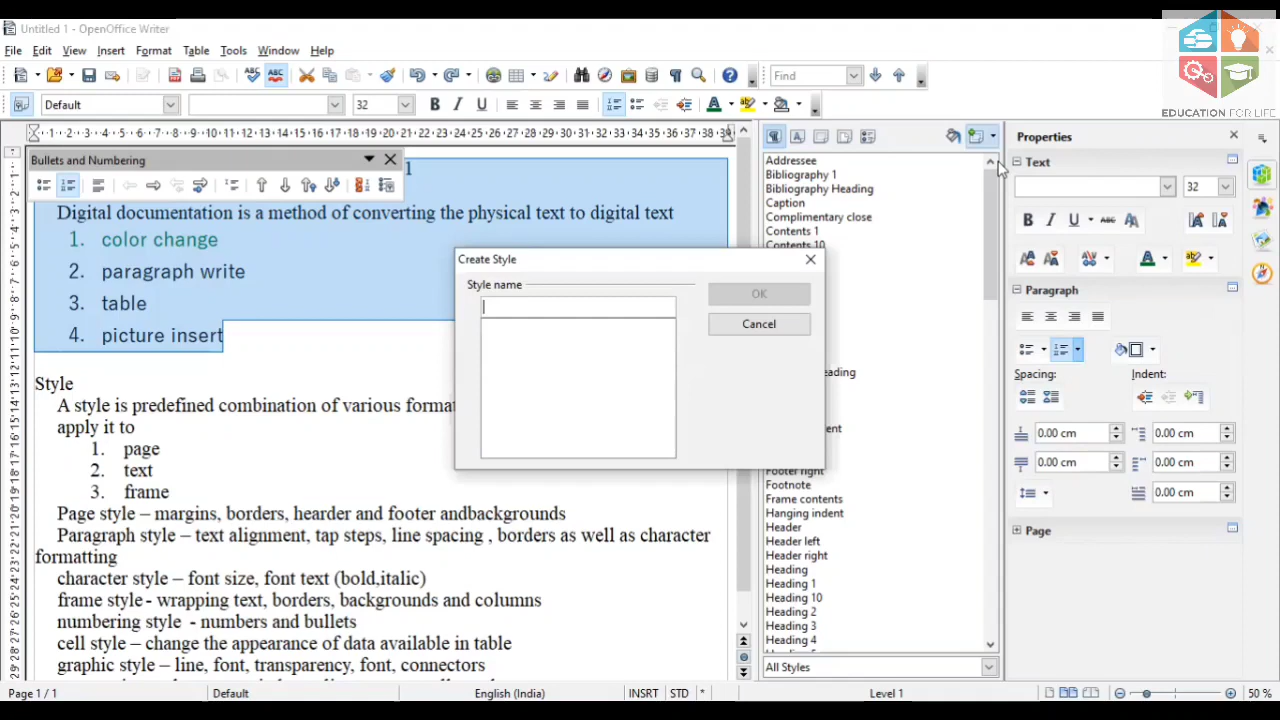 Untitled 1 - OpenOffice Writer
File Edit View Insert Format Table Tools Window Help
Find
Default 32
EDUCATION FOR LIFE
Bullets and Numbering
1
Digital documentation is a method of converting the physical text to digital text
1. color change
2. paragraph write
3. table
4. picture insert
Style
A style is predefined combination of various format
apply it to
1. page
2. text
3. frame
Page style – margins, borders, hearder and footer andbackgrounds
Paragraph style – text alignment, tap steps, line spacing , borders as well as character
formatting
character style – font size, font text (bold,italic)
frame style - wrapping text, borders, backgrounds and columns
numbering style - numbers and bullets
cell style – change the appearance of data available in table
graphic style – line, font, transparency, font, connectors
Create Style
Style name
OK
Cancel
Addressee
Bibliography 1
Bibliography Heading
Caption
Complimentary close
Contents 1
Contents 10
eading
ent
Footer right
Footnote
Frame contents
Hanging indent
Header
Header left
Header right
Heading
Heading 1
Heading 10
Heading 2
Heading 3
Heading 4
All Styles
Properties
Text
32
Paragraph
Spacing: Indent:
0.00 cm 0.00 cm
0.00 cm 0.00 cm
0.00 cm
Page
Page 1 / 1 Default English (India) INSRT STD * Level 1 50 %